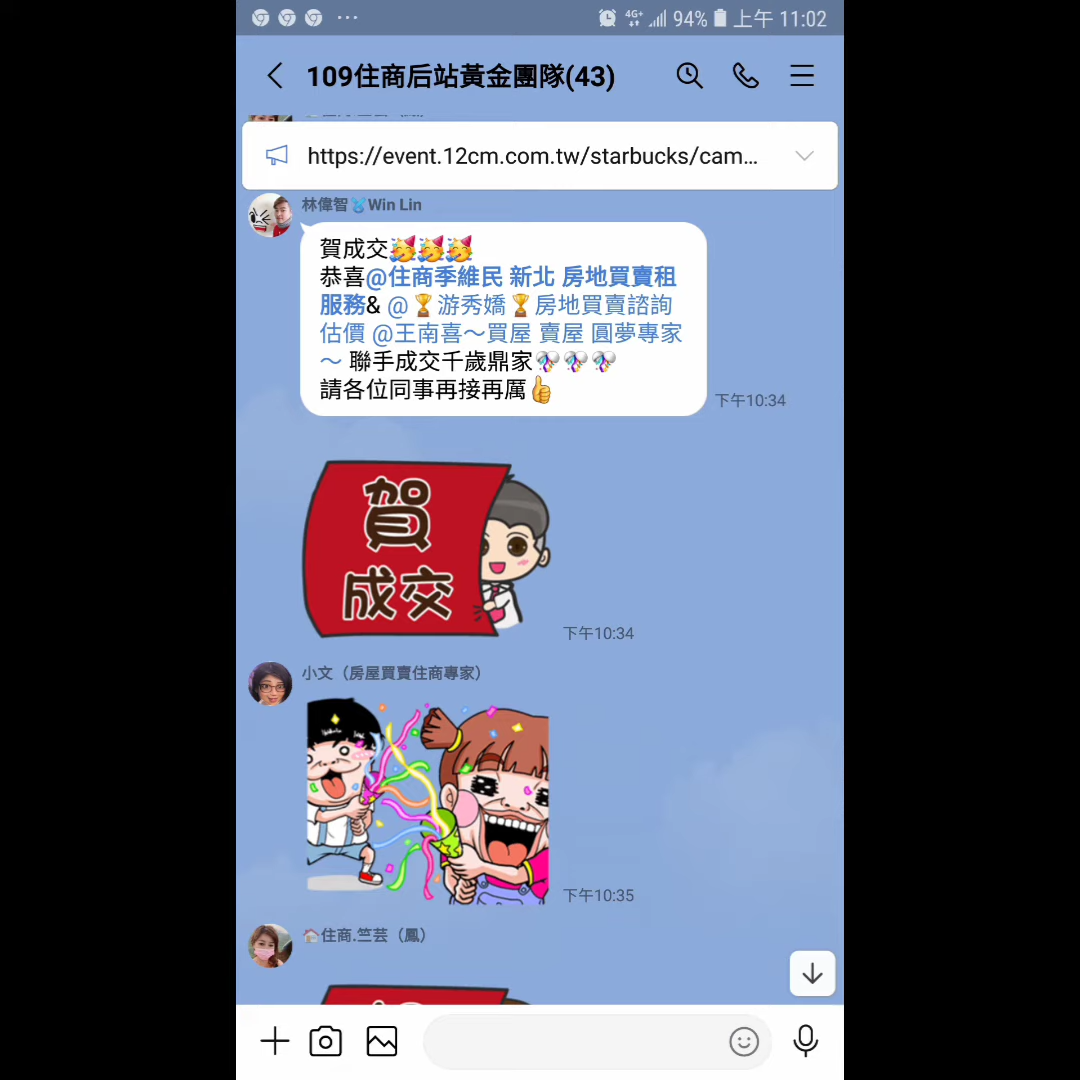 4G+ 94% 上午 11:02
109住商后站黃金團隊(43)
https://event.12cm.com.tw/starbucks/cam...
林偉智🐰Win Lin
賀成交🥳🥳🥳
恭喜@住商季維民 新北 房地買賣租
服務& @🏆游秀嬌🏆房地買賣諮詢
估價 @王南喜～買屋 賣屋 圓夢專家
～ 聯手成交千歲鼎家🎊🎊🎊
請各位同事再接再厲👍
下午10:34
賀
成交
下午10:34
小文（房屋買賣住商專家）
下午10:35
🏠住商.竺芸（鳳）